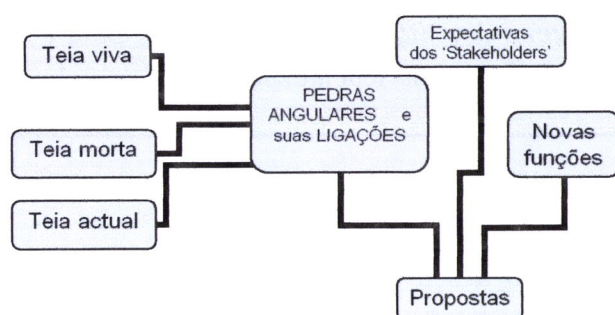 Teia viva
Teia morta
Teia actual
PEDRAS
ANGULARES e
suas LIGAÇÕES
Expectativas
dos ‘Stakeholders’
Novas
funções
Propostas